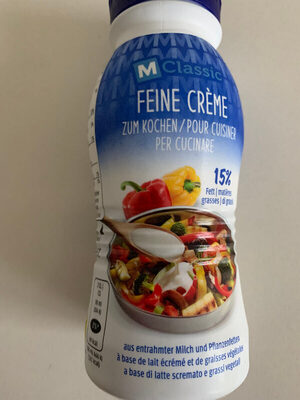 M Classic
FEINE CRÈME
ZUM KOCHEN / POUR CUISINER
PER CUCINARE
15%
Fett | matières
grasses | di grassi
aus entrahmter Milch und Pflanzenfetten
à base de lait écrémé et de graisses végétales
a base di latte scremato e grassi vegetali